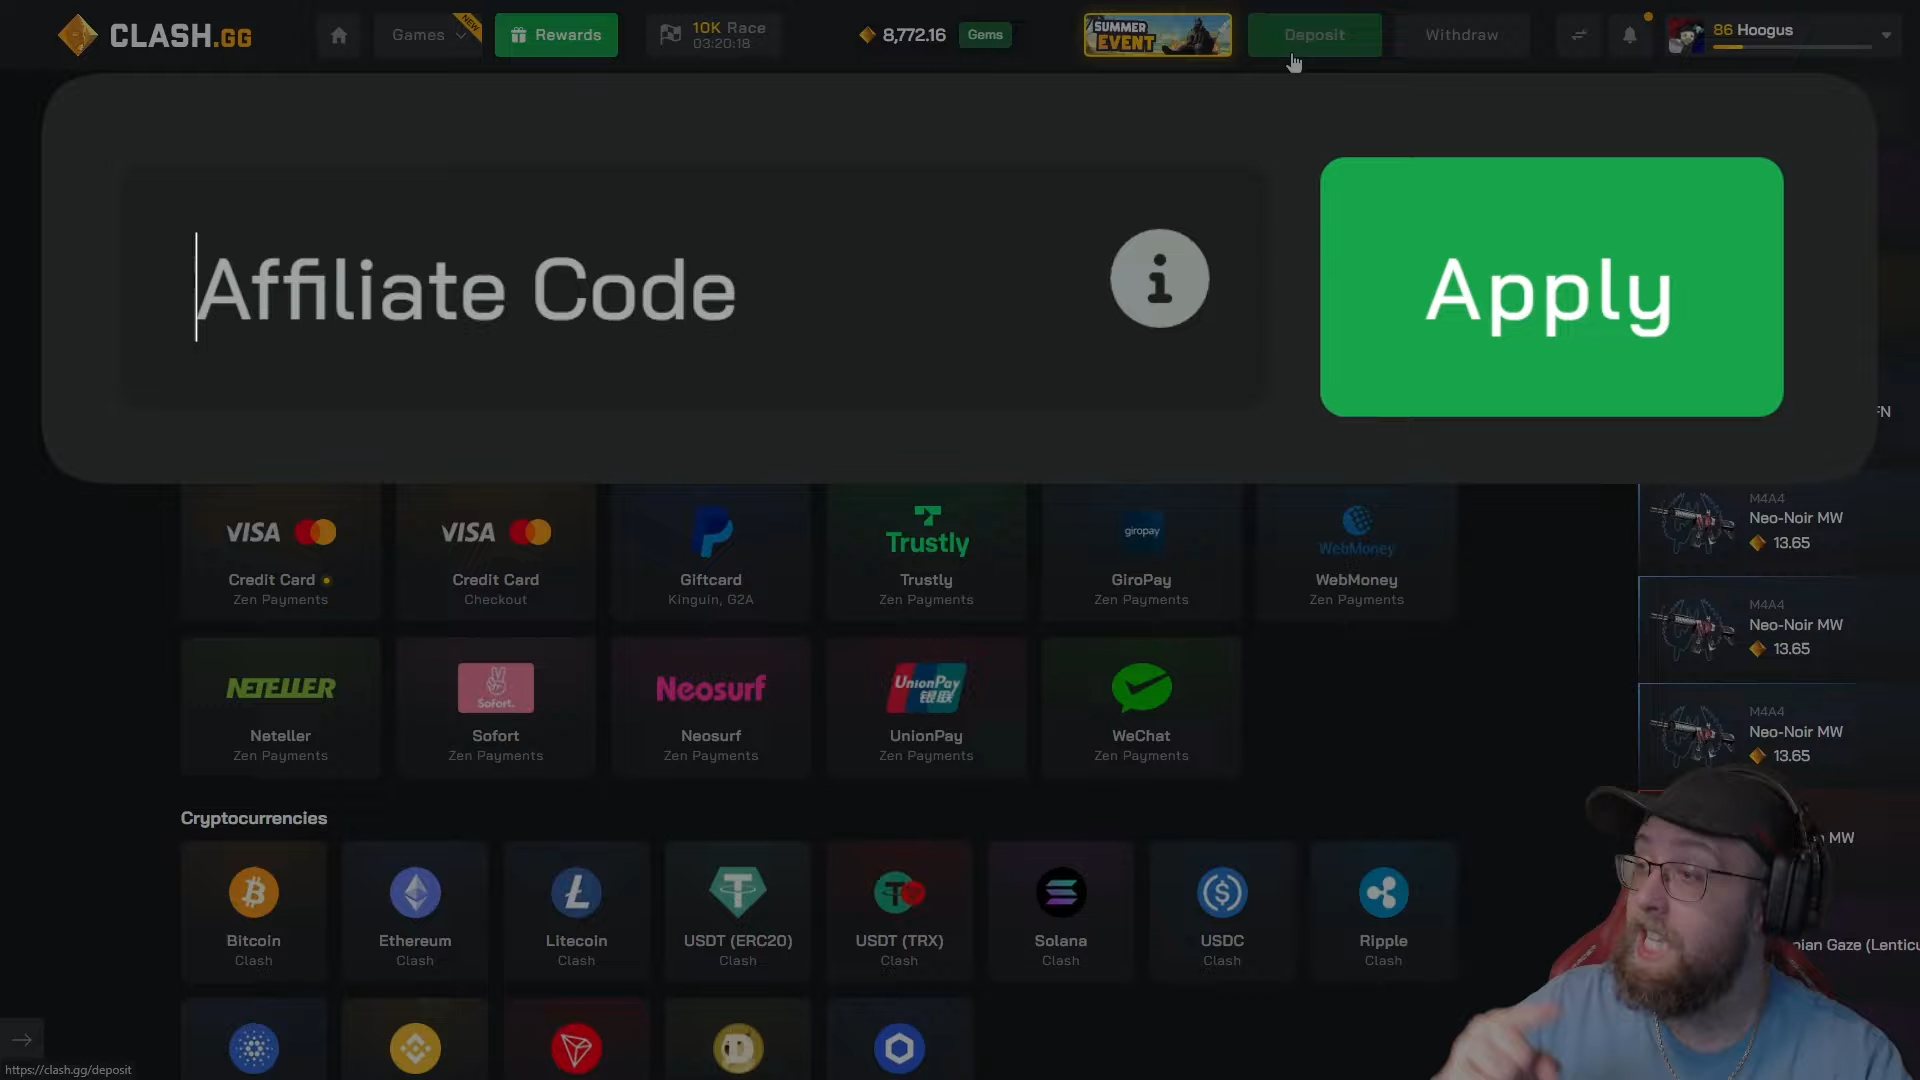 CLASH.GG
Games
NEW
Rewards
10K Race
03:20:18
8,772.16
Gems
SUMMER
EVENT
Deposit
Withdraw
86 Hoogus
Affiliate Code
i
Apply
FN
VISA
Credit Card
Zen Payments
VISA
Credit Card
Checkout
Giftcard
Kinguin, G2A
Trustly
Trustly
Zen Payments
giropay
GiroPay
Zen Payments
WebMoney
WebMoney
Zen Payments
M4A4
Neo-Noir MW
13.65
M4A4
Neo-Noir MW
13.65
M4A4
Neo-Noir MW
13.65
NETELLER
Neteller
Zen Payments
Sofort.
Sofort
Zen Payments
Neosurf
Neosurf
Zen Payments
UnionPay
银联
UnionPay
Zen Payments
WeChat
Zen Payments
Cryptocurrencies
MW
Bitcoin
Clash
Ethereum
Clash
Litecoin
Clash
USDT (ERC20)
Clash
USDT (TRX)
Clash
Solana
Clash
USDC
Clash
Ripple
Clash
pian Gaze (Lenticu
https://clash.gg/deposit